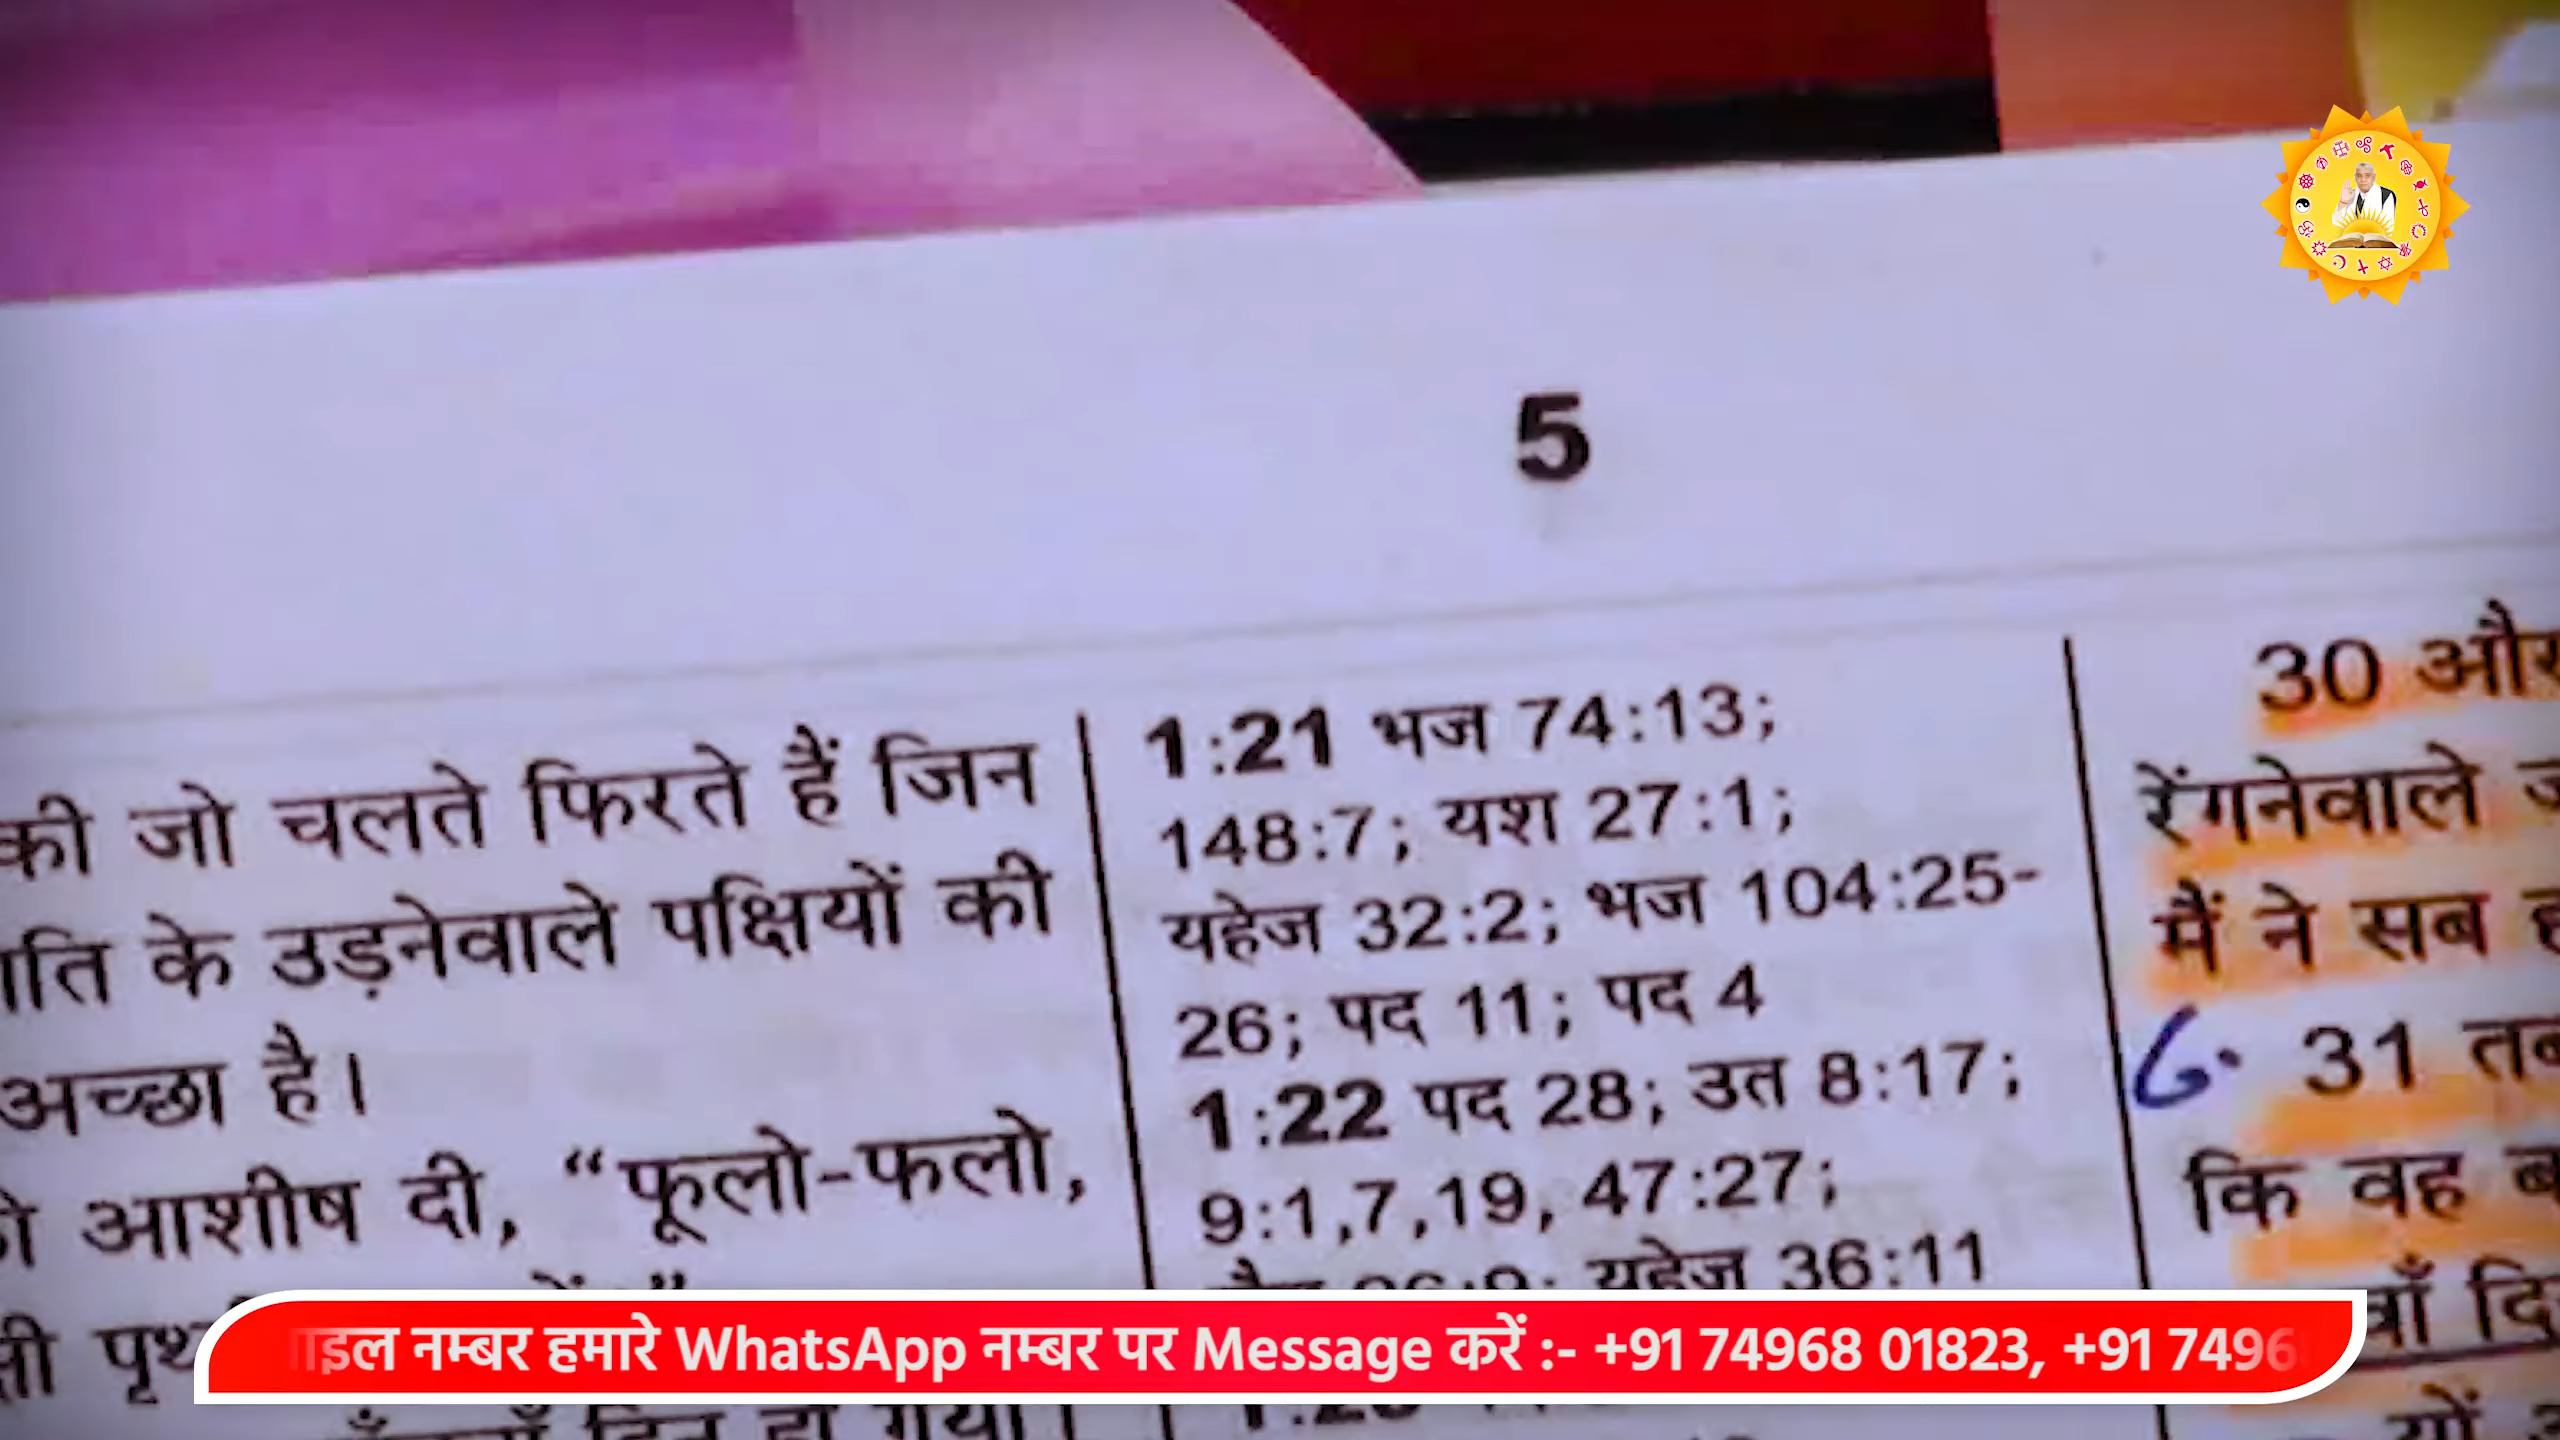 5
की जो चलते फिरते हैं जिन
के उड़नेवाले पक्षियों की
अच्छा है।
आशीष दी, “फूलो-फलो,
1:21 भज 74:13;
148:7; यश 27:1;
यहेज 32:2; भज 104:25-
26; पद 11; पद 4
1:22 पद 28; उत 8:17;
9:1,7,19, 47:27;
यहेज 36:11
30 और
रेंगनेवाले
मैं ने सब
6. 31
कि वह
नम्बर हमारे WhatsApp नम्बर पर Message करें :- +91 74968 01823, +91 7496